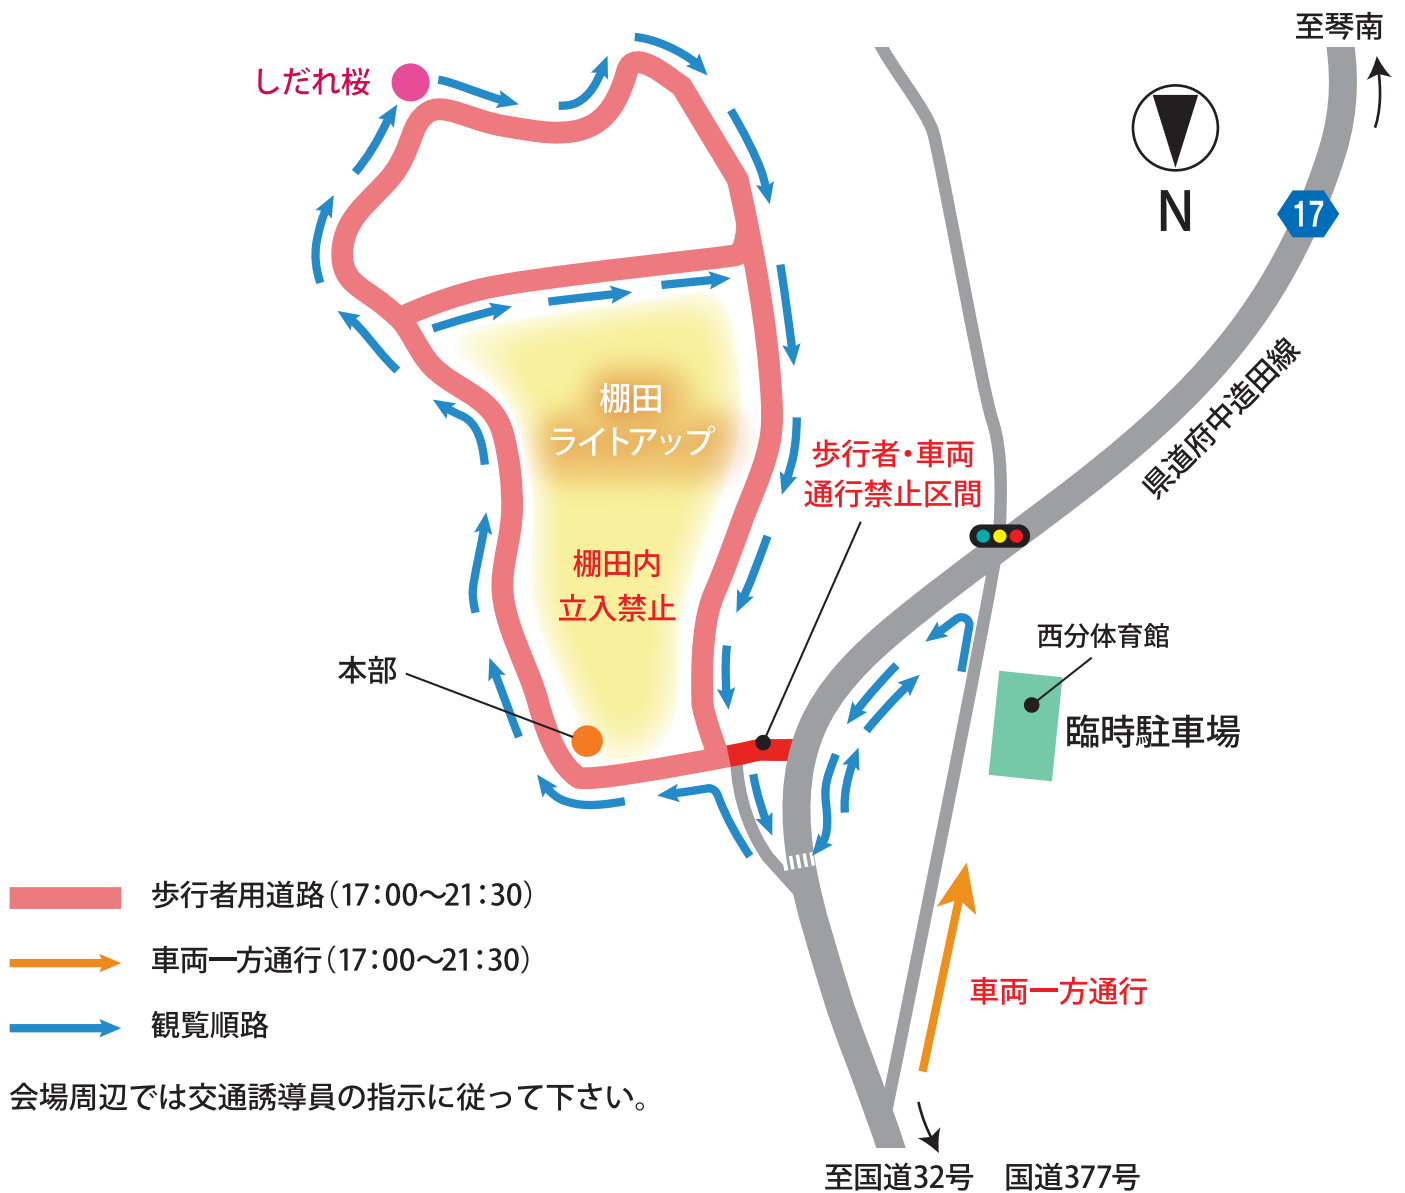 至琴南
しだれ桜
N
17
県道府中造田線
棚田
ライトアップ
歩行者・車両
通行禁止区間
棚田内
立入禁止
西分体育館
本部
臨時駐車場
歩行者用道路（17：00〜21：30）
車両一方通行（17：00〜21：30）
車両一方通行
観覧順路
会場周辺では交通誘導員の指示に従って下さい。
至国道32号　国道377号